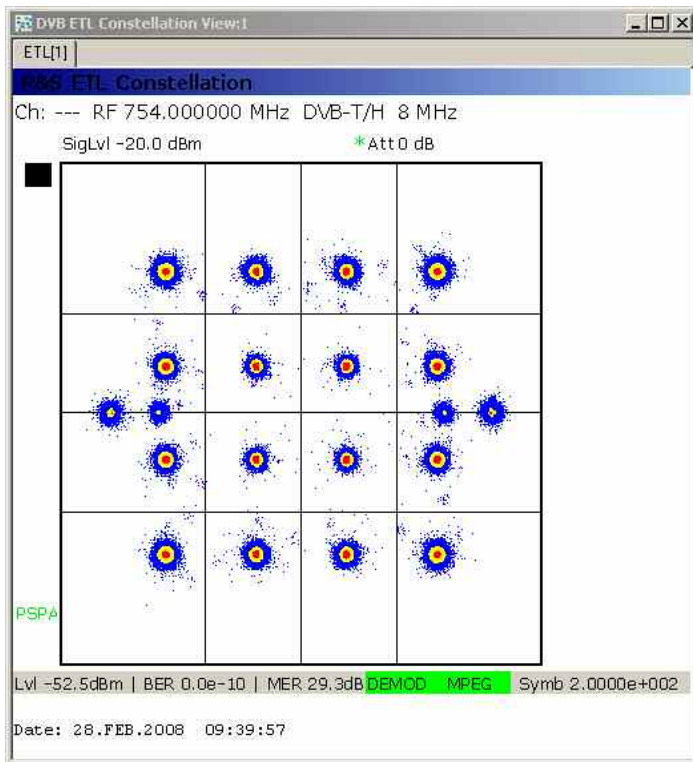 DVB ETL Constellation View:1
ETL[1]
R&S ETL Constellation
Ch: --- RF 754.000000 MHz DVB-T/H 8 MHz
SigLvl -20.0 dBm *Att 0 dB
PSPA
Lvl -52.5dBm | BER 0.0e-10 | MER 29.3dB DEMOD MPEG Symb 2.0000e+002
Date: 28.FEB.2008 09:39:57